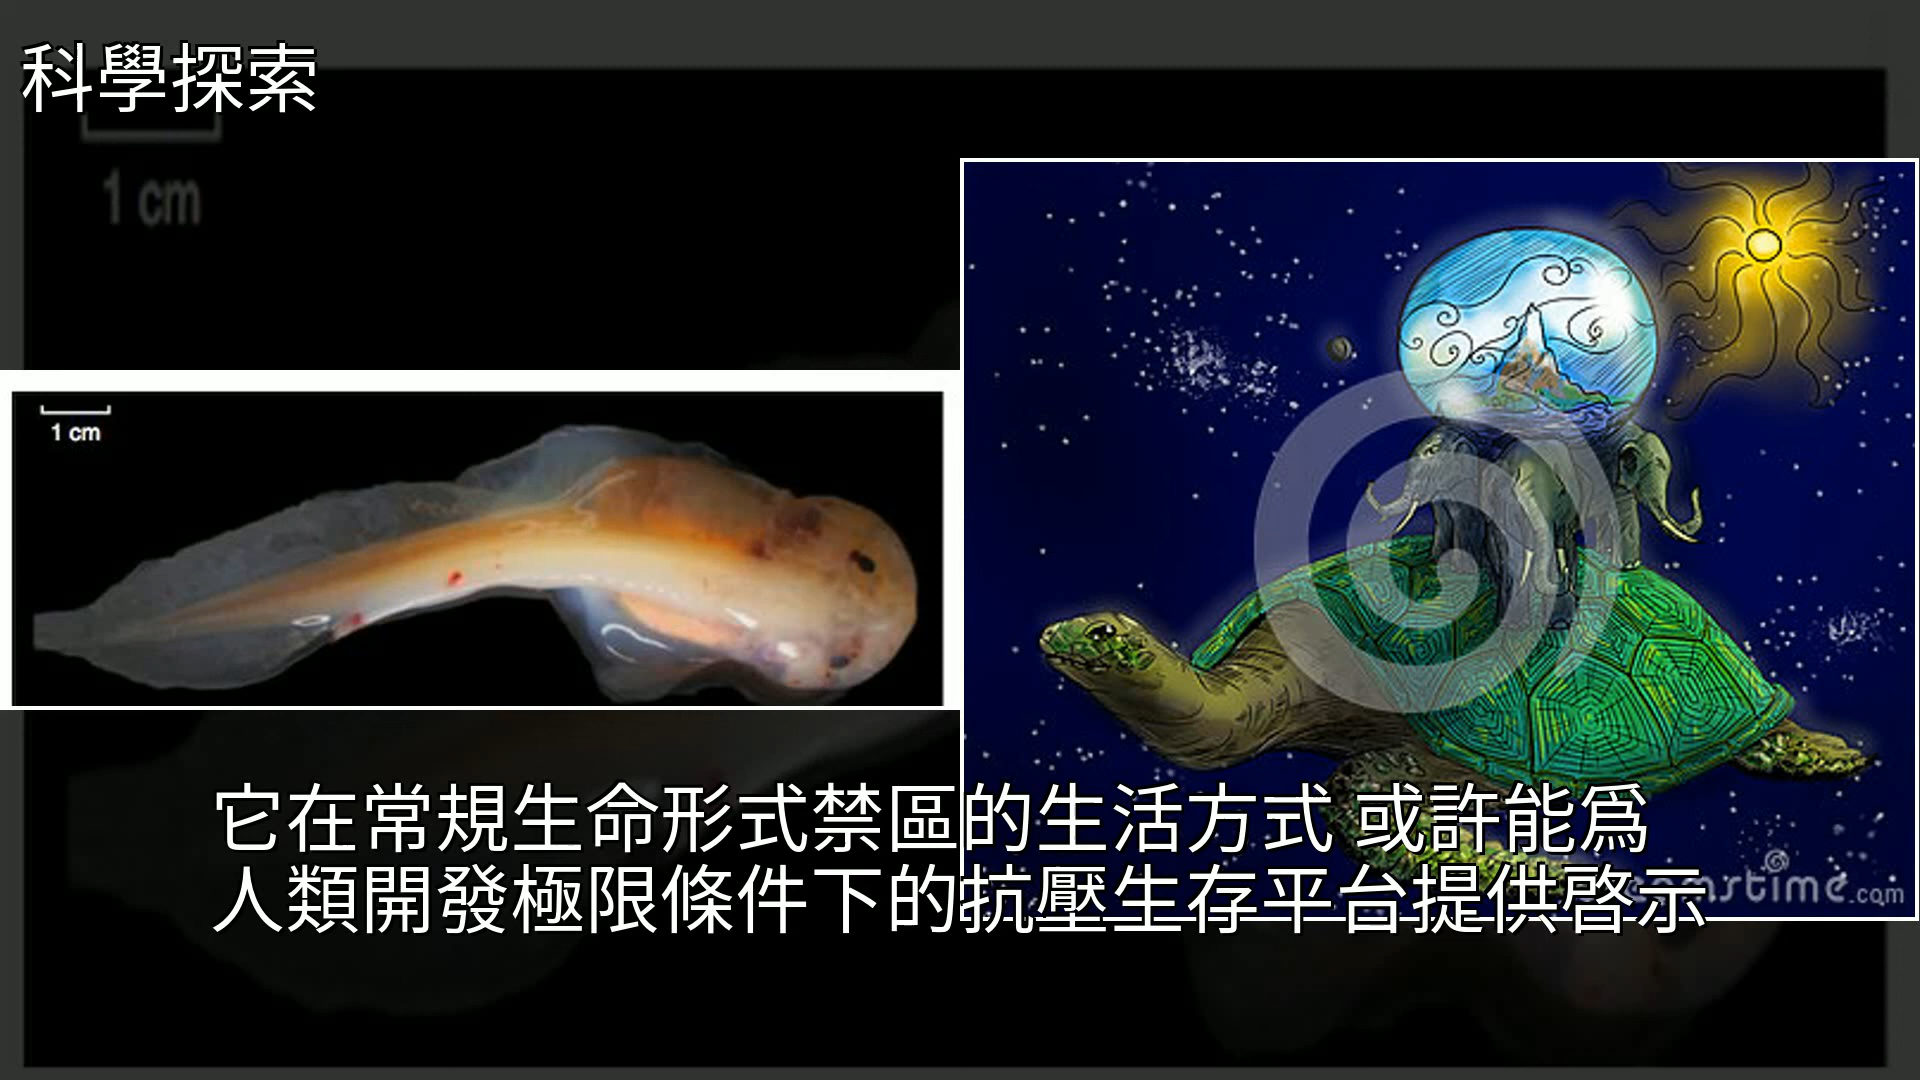 科學探索
1 cm
1 cm
它在常規生命形式禁區的生活方式 或許能爲
人類開發極限條件下的抗壓生存平台提供啓示